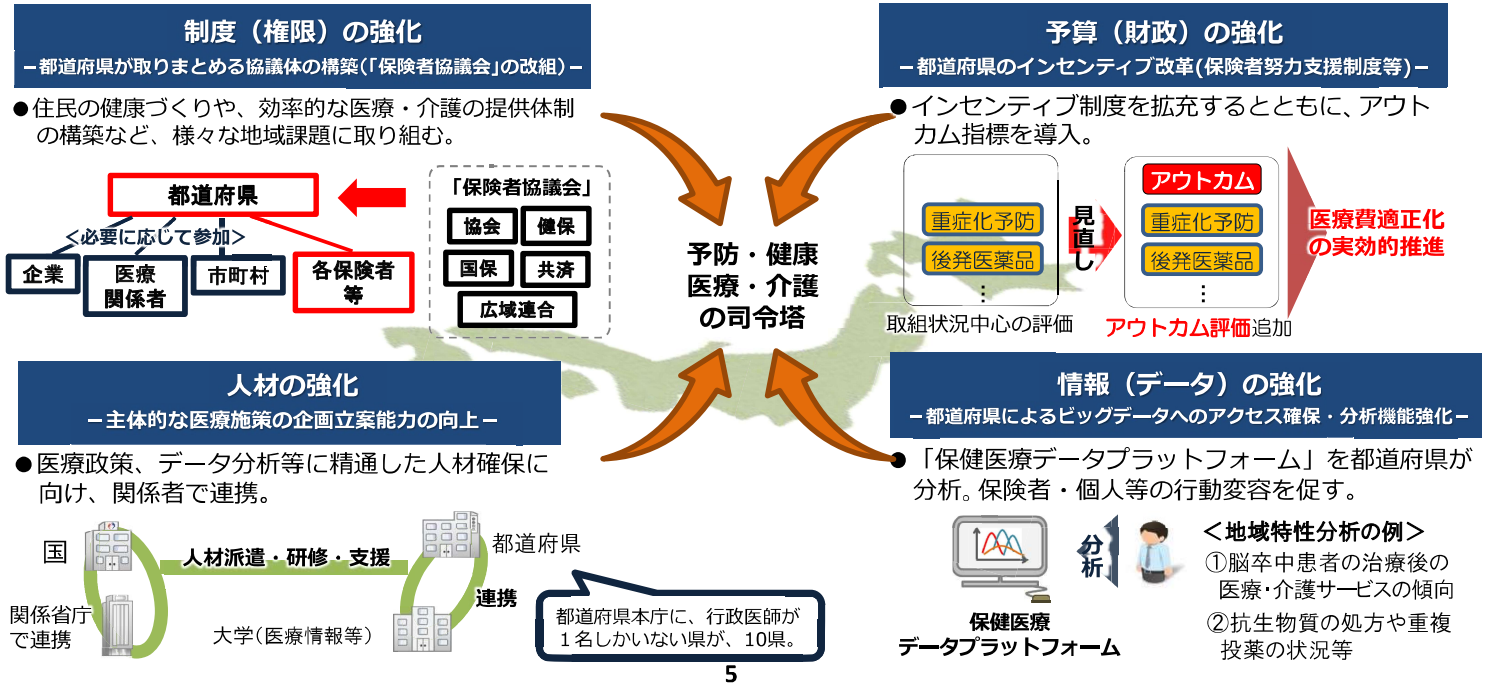 制度（権限）の強化
－都道府県が取りまとめる協議体の構築(「保険者協議会」の改組)－
●住民の健康づくりや、効率的な医療・介護の提供体制
の構築など、様々な地域課題に取り組む。
都道府県
＜必要に応じて参加＞
企業
医療
関係者
市町村
各保険者
等
「保険者協議会」
協会
健保
国保
共済
広域連合
予算（財政）の強化
－都道府県のインセンティブ改革(保険者努力支援制度等)－
●インセンティブ制度を拡充するとともに、アウト
カム指標を導入。
重症化予防
後発医薬品
⋮
取組状況中心の評価
見直し
アウトカム
重症化予防
後発医薬品
⋮
アウトカム評価追加
医療費適正化
の実効的推進
予防・健康
医療・介護
の司令塔
人材の強化
－主体的な医療施策の企画立案能力の向上－
●医療政策、データ分析等に精通した人材確保に
向け、関係者で連携。
国
人材派遣・研修・支援
都道府県
関係省庁
で連携
大学（医療情報等）
連携
都道府県本庁に、行政医師が
１名しかいない県が、10県。
情報（データ）の強化
－都道府県によるビッグデータへのアクセス確保・分析機能強化－
●「保健医療データプラットフォーム」を都道府県が
分析。保険者・個人等の行動変容を促す。
分析
保健医療
データプラットフォーム
＜地域特性分析の例＞
①脳卒中患者の治療後の
医療・介護サービスの傾向
②抗生物質の処方や重複
投薬の状況等
5